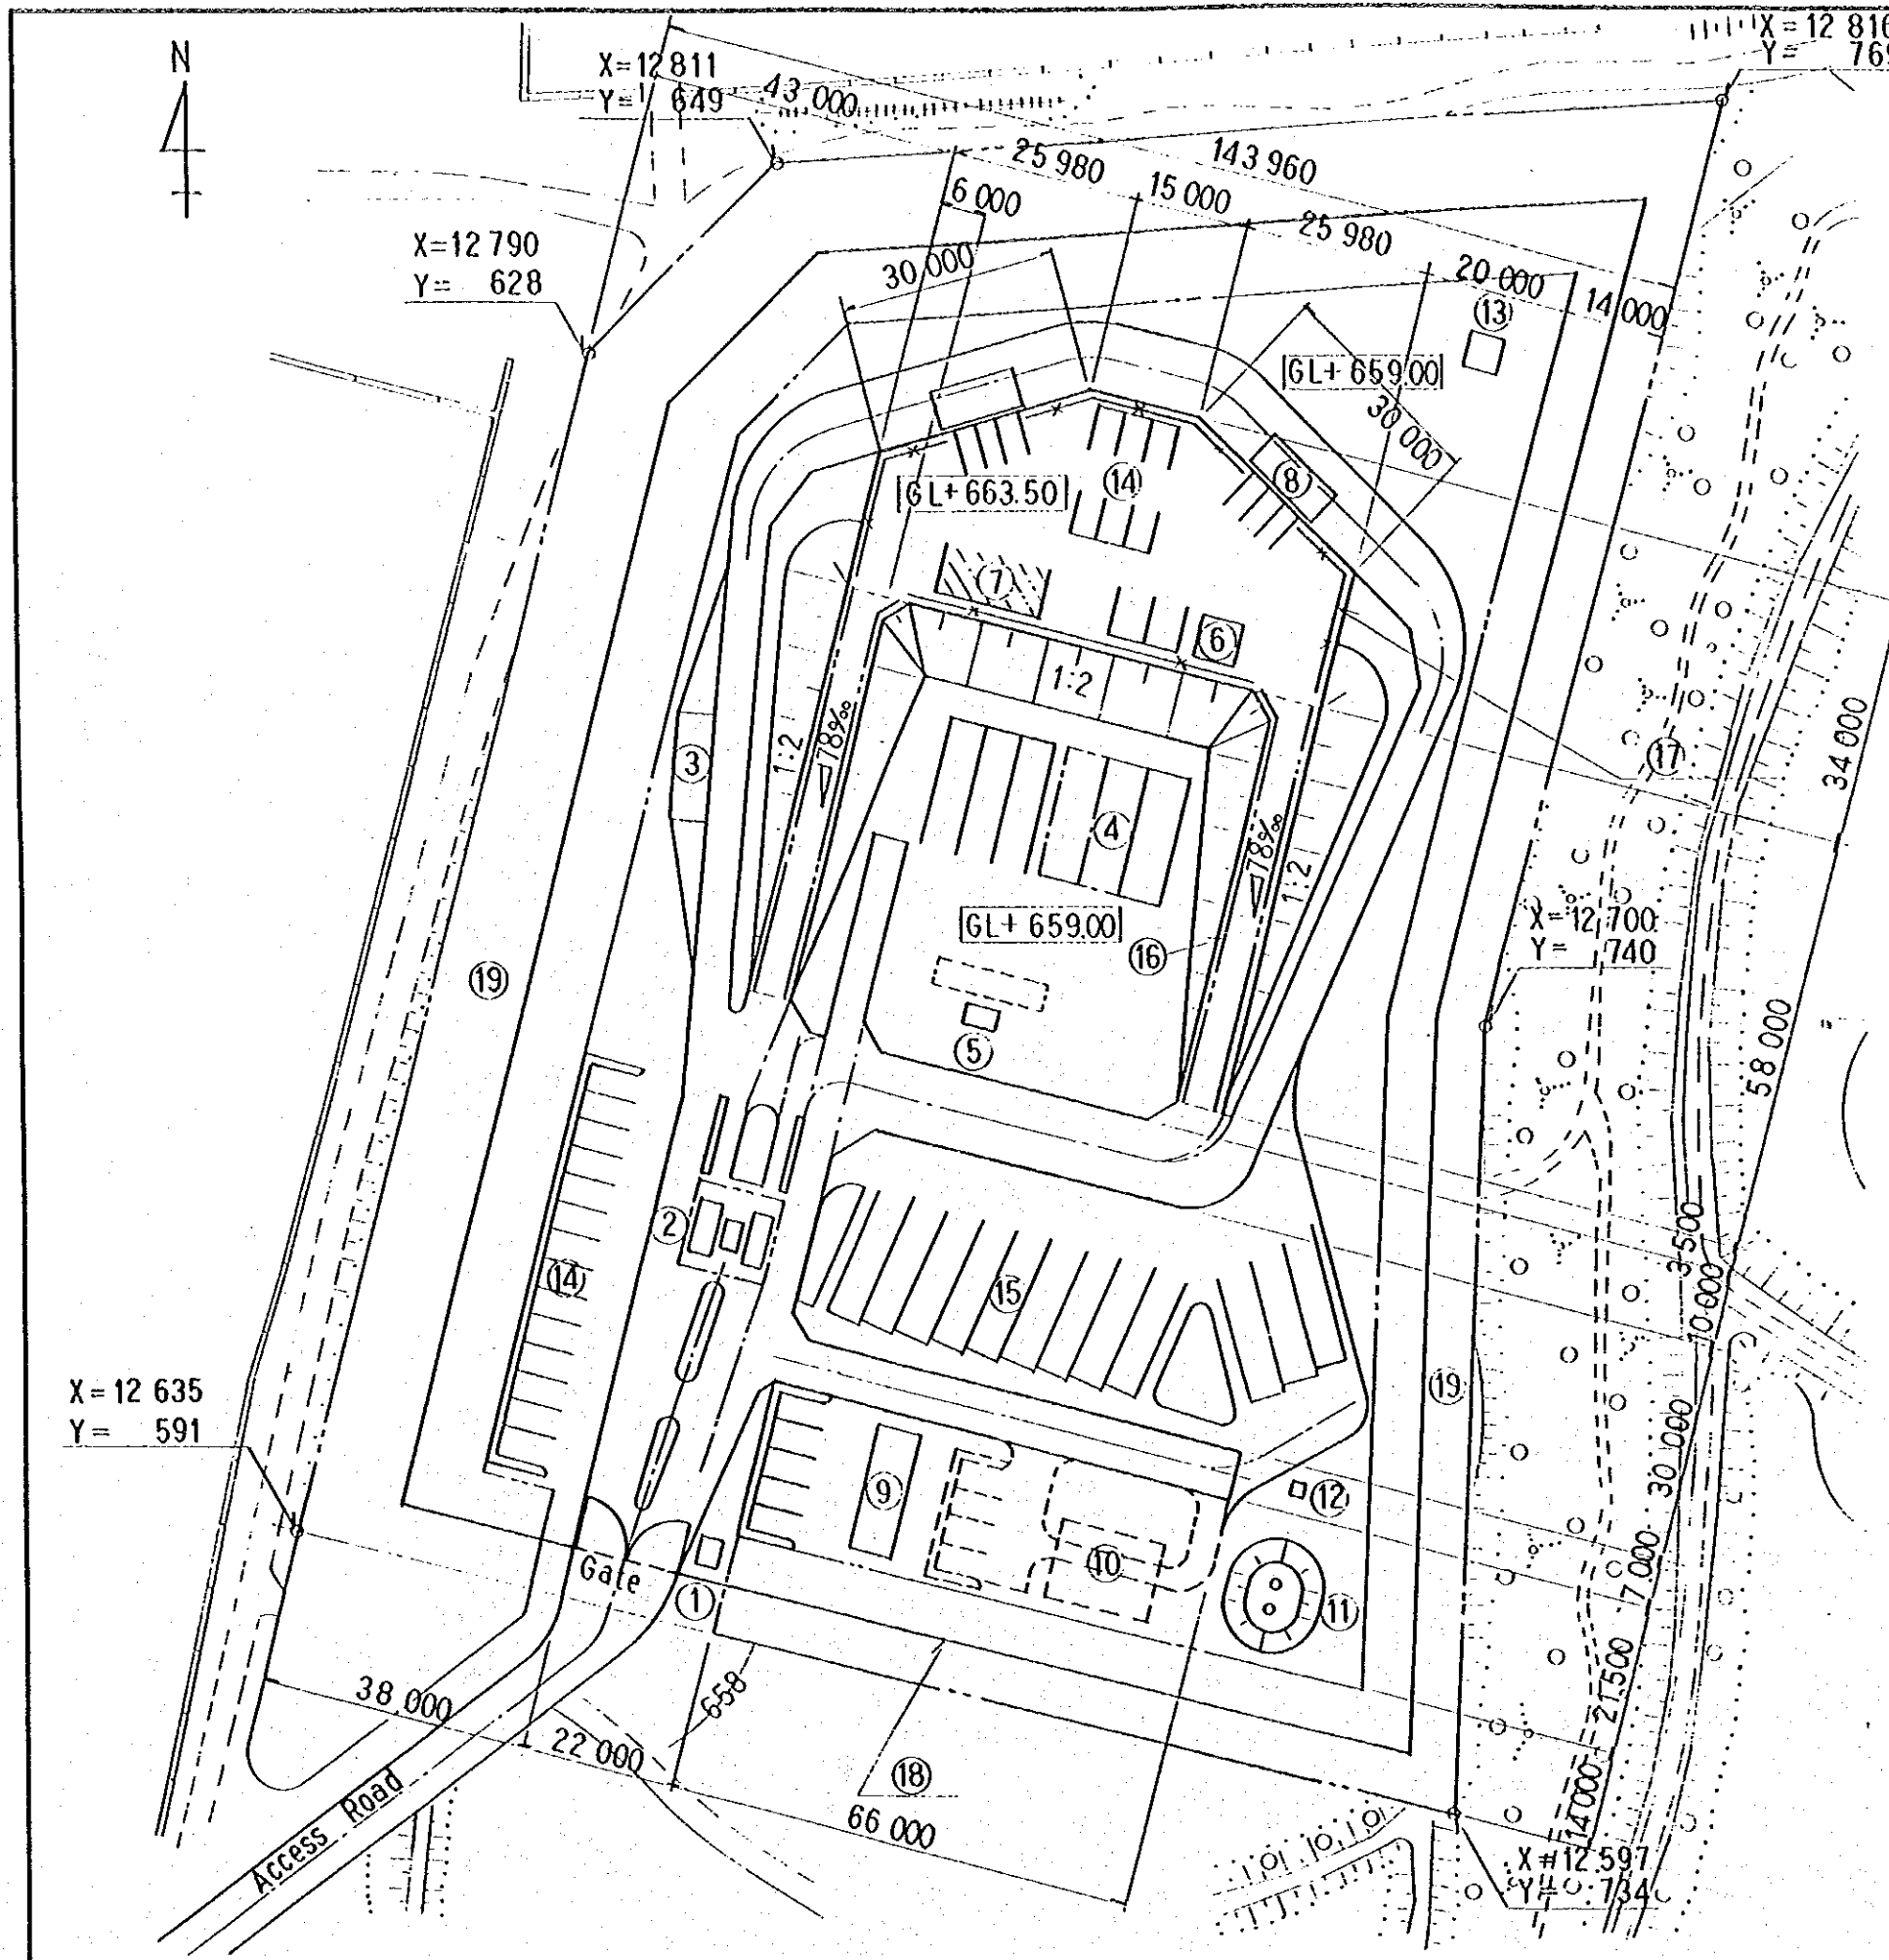 N
X=12 811
Y= 649
X=12 816
43 000
25 980
143 960
6 000
15 000
25 980
X=12 790
Y= 628
30 000
20 000
14 000
⑬
GL+ 659.00
30 000
GL+ 663.50
⑭
⑧
⑦
⑥
1:2
③
1:2
78‰
⑰
34 000
④
78‰
1:2
GL+ 659.00
⑯
X=12 700
Y= 740
⑲
⑤
58 000
②
⑭
⑮
3 500
10 000
X=12 635
Y= 591
⑲
30 000
⑨
⑫
⑩
Gate
①
⑪
7 000
21 500
38 000
658
22 000
⑱
14 000
66 000
Access Road
X=12 597
Y= 734